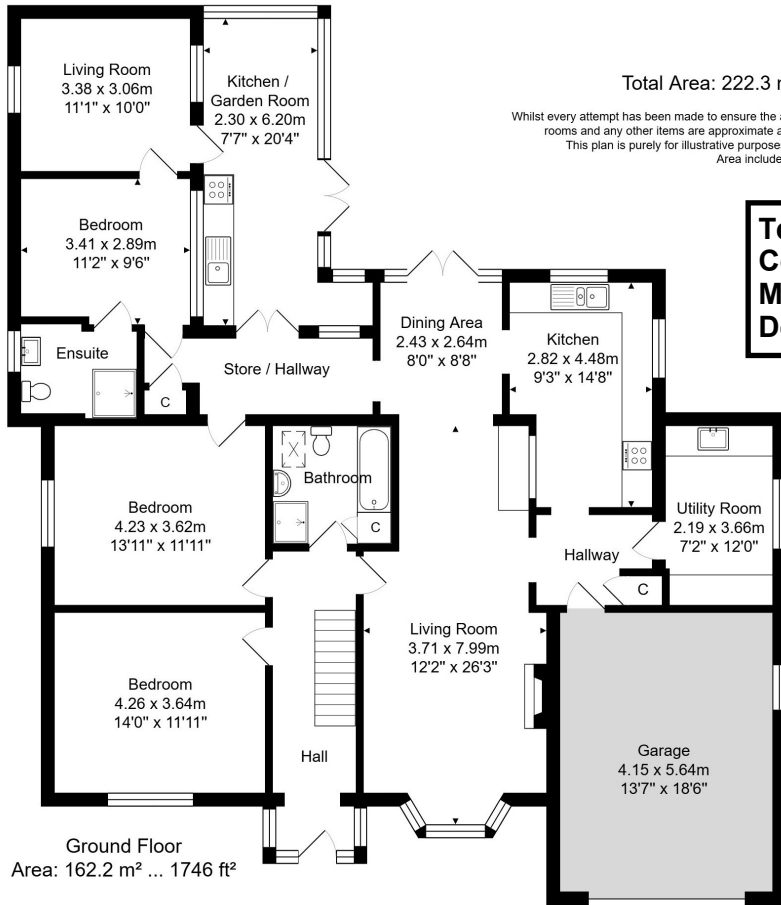 Living Room
3.38 x 3.06m
11'1" x 10'0"
Kitchen /
Garden Room
2.30 x 6.20m
7'7" x 20'4"
Total Area: 222.3
Whilst every attempt has been made to ensure the
rooms and any other items are approximate
This plan is purely for illustrative
Area
Bedroom
3.41 x 2.89m
11'2" x 9'6"
Ensuite
C
Store / Hallway
Dining Area
2.43 x 2.64m
8'0" x 8'8"
Kitchen
2.82 x 4.48m
9'3" x 14'8"
Bathroom
C
Bedroom
4.23 x 3.62m
13'11" x 11'11"
Utility Room
2.19 x 3.66m
7'2" x 12'0"
Hallway
C
Living Room
3.71 x 7.99m
12'2" x 26'3"
Bedroom
4.26 x 3.64m
14'0" x 11'11"
Hall
Garage
4.15 x 5.64m
13'7" x 18'6"
Ground Floor
Area: 162.2 m² ... 1746 ft²